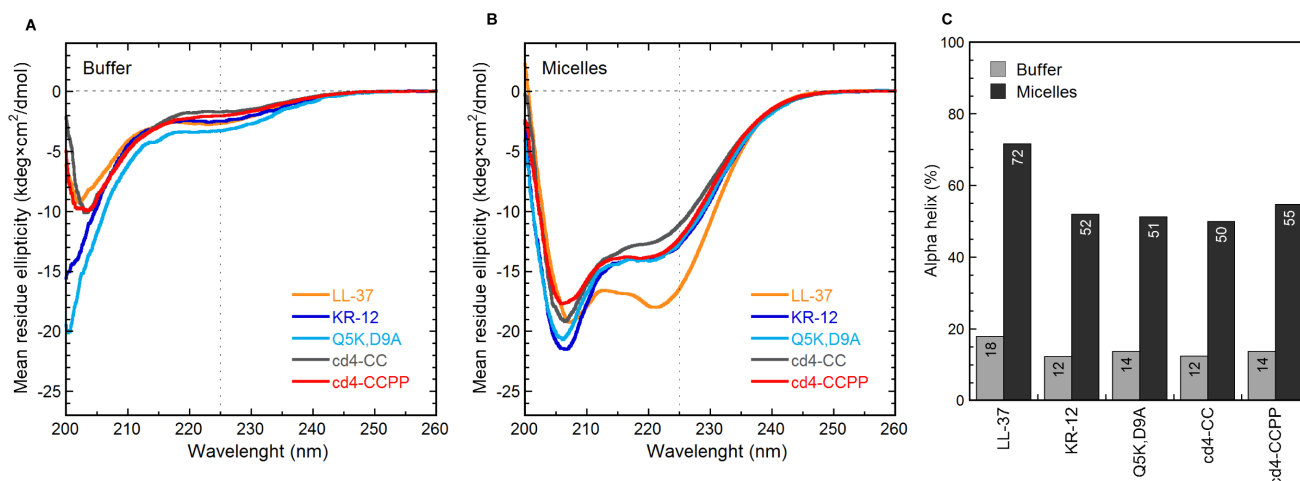 A
Buffer
Mean residue ellipticity (kdeg×cm²/dmol)
0
-5
-10
-15
-20
-25
LL-37
KR-12
Q5K,D9A
cd4-CC
cd4-CCPP
200 210 220 230 240 250 260
Wavelenght (nm)
B
Micelles
Mean residue ellipticity (kdeg×cm²/dmol)
0
-5
-10
-15
-20
-25
LL-37
KR-12
Q5K,D9A
cd4-CC
cd4-CCPP
200 210 220 230 240 250 260
Wavelenght (nm)
C
Buffer
Micelles
Alpha helix (%)
100
80
60
40
20
0
18 72 12 52 14 51 12 50 14 55
LL-37
KR-12
Q5K,D9A
cd4-CC
cd4-CCPP